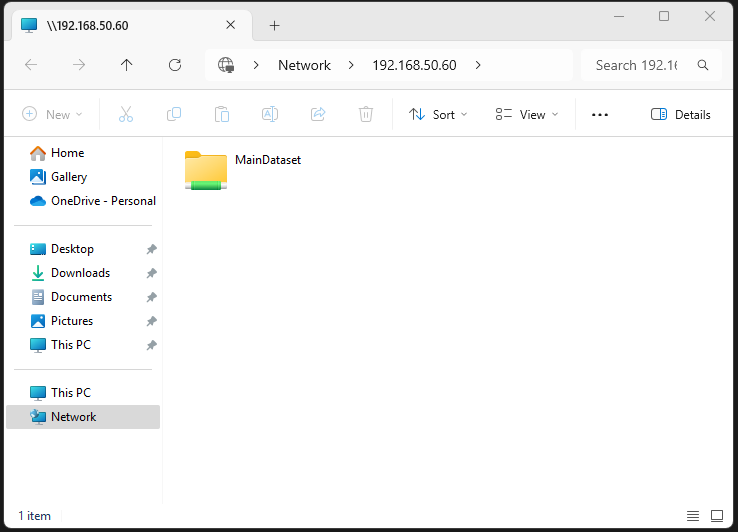 \\192.168.50.60
Network
192.168.50.60
Search 192.16
New
Sort
View
Details
Home
Gallery
OneDrive - Personal
Desktop
Downloads
Documents
Pictures
This PC
This PC
Network
MainDataset
1 item